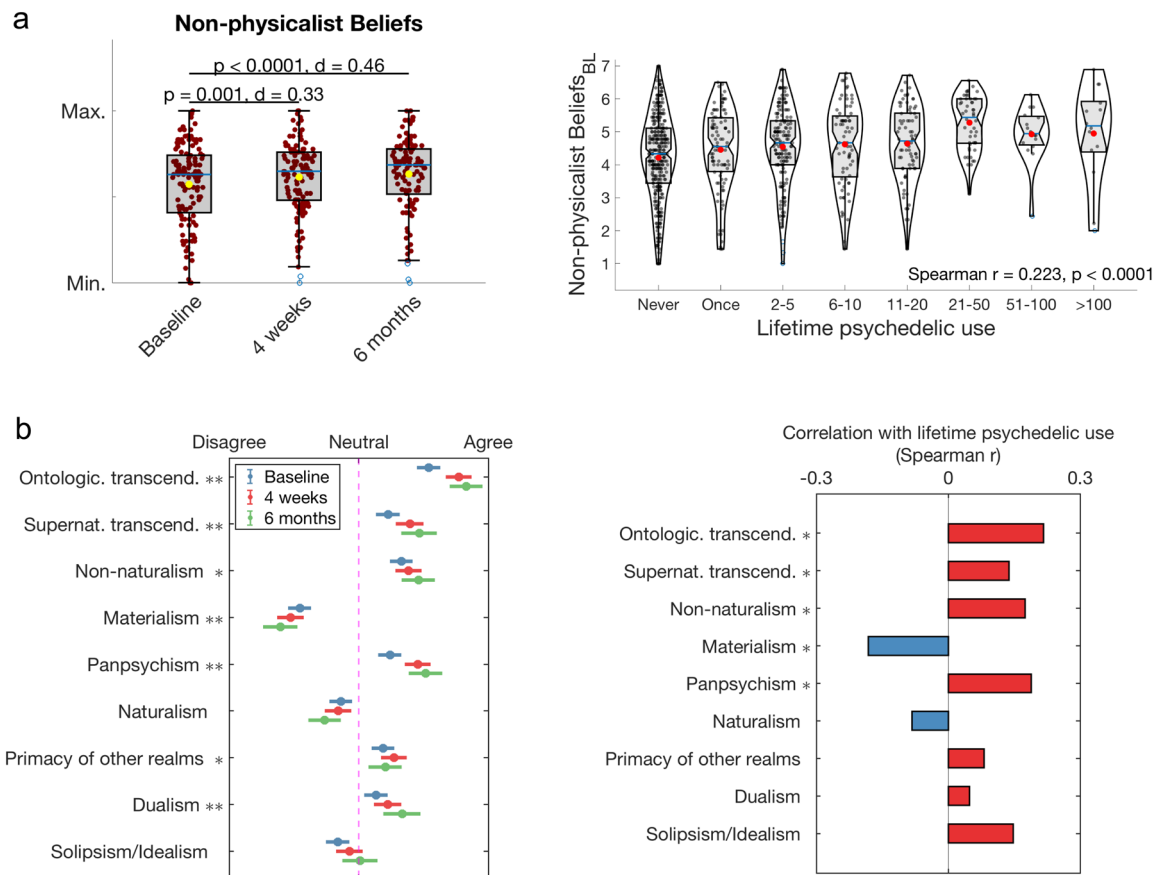 a
Non-physicalist Beliefs
p < 0.0001, d = 0.46
p = 0.001, d = 0.33
Max.
Min.
Baseline
4 weeks
6 months
Non-physicalist Beliefs BL
7
6
5
4
3
2
1
Spearman r = 0.223, p < 0.0001
Never Once 2-5 6-10 11-20 21-50 51-100 >100
Lifetime psychedelic use
b
Disagree Neutral Agree
Baseline
4 weeks
6 months
Ontologic. transcend. **
Supernat. transcend. **
Non-naturalism *
Materialism **
Panpsychism **
Naturalism
Primacy of other realms *
Dualism **
Solipsism/Idealism
Correlation with lifetime psychedelic use
(Spearman r)
-0.3 0 0.3
Ontologic. transcend. *
Supernat. transcend. *
Non-naturalism *
Materialism *
Panpsychism *
Naturalism
Primacy of other realms
Dualism
Solipsism/Idealism